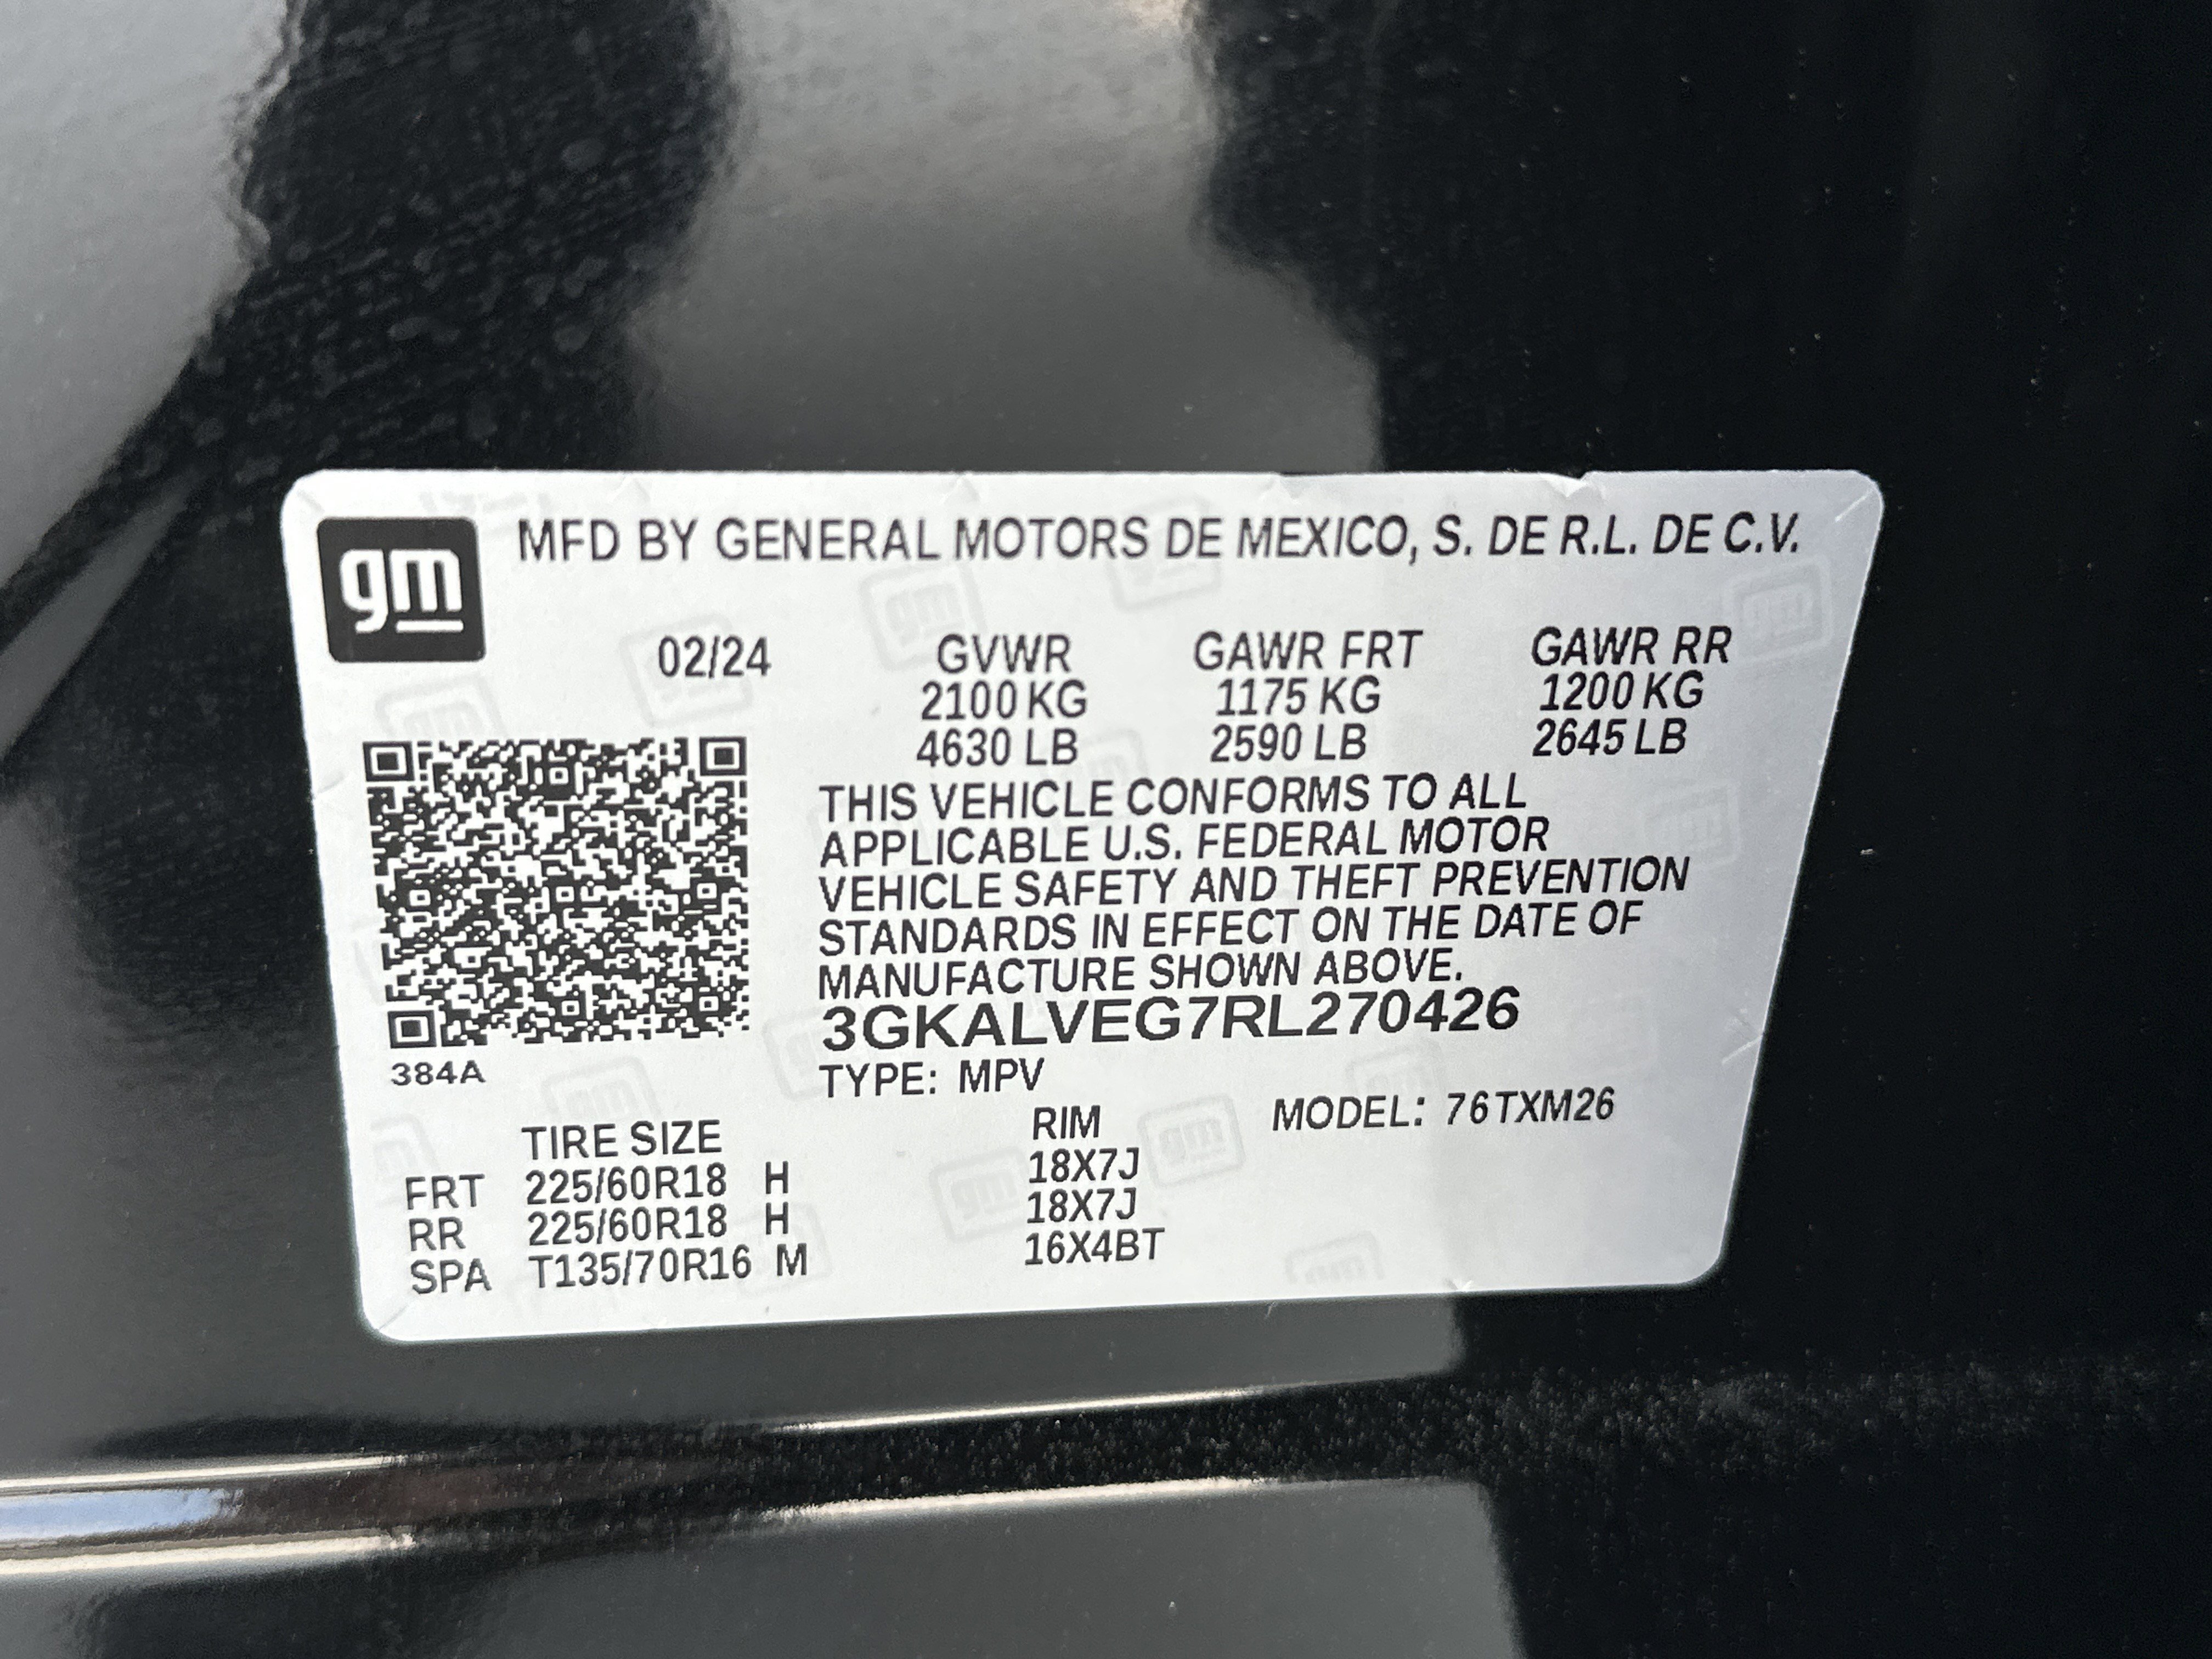 gm
MFD BY GENERAL MOTORS DE MEXICO, S. DE R.L. DE C.V.
02/24 GVWR GAWR FRT GAWR RR
2100 KG 1175 KG 1200 KG
4630 LB 2590 LB 2645 LB
THIS VEHICLE CONFORMS TO ALL
APPLICABLE U.S. FEDERAL MOTOR
VEHICLE SAFETY AND THEFT PREVENTION
STANDARDS IN EFFECT ON THE DATE OF
MANUFACTURE SHOWN ABOVE.
3GKALVEG7RL270426
384A
TYPE: MPV
MODEL: 76TXM26
TIRE SIZE RIM
FRT 225/60R18 H 18X7J
RR 225/60R18 H 18X7J
SPA T135/70R16 M 16X4BT